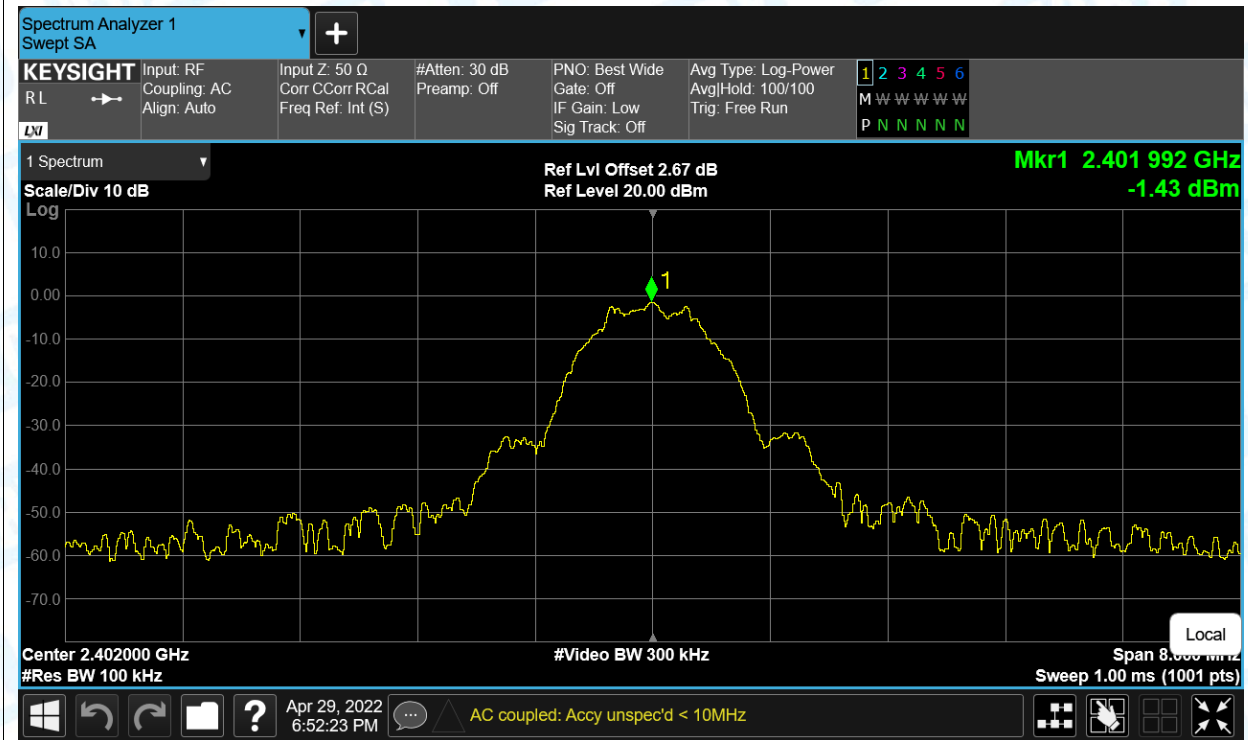 Spectrum Analyzer 1
Swept SA
KEYSIGHT
R L
LXI
Input: RF
Coupling: AC
Align: Auto
Input Z: 50 Ω
Corr CCorr RCal
Freq Ref: Int (S)
#Atten: 30 dB
Preamp: Off
PNO: Best Wide
Gate: Off
IF Gain: Low
Sig Track: Off
Avg Type: Log-Power
Avg|Hold: 100/100
Trig: Free Run
1 2 3 4 5 6
M W W W W W
P N N N N N
1 Spectrum
Scale/Div 10 dB
Log
Ref Lvl Offset 2.67 dB
Ref Level 20.00 dBm
Mkr1 2.401 992 GHz
-1.43 dBm
1
10.0
0.00
-10.0
-20.0
-30.0
-40.0
-50.0
-60.0
-70.0
Local
Center 2.402000 GHz
#Video BW 300 kHz
Span 8.000 MHz
#Res BW 100 kHz
Sweep 1.00 ms (1001 pts)
?
Apr 29, 2022
6:52:23 PM
AC coupled: Accy unspec'd < 10MHz